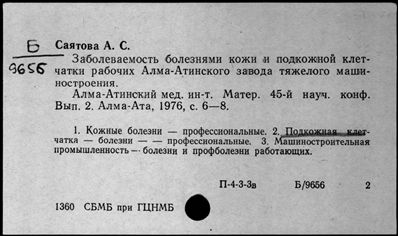 Б
9656
Саятова А. С.
Заболеваемость болезнями кожи и подкожной клет-
чатки рабочих Алма-Атинского завода тяжелого маши-
ностроения.
Алма-Атинский мед. ин-т. Матер. 45-й науч. конф.
Вып. 2. Алма-Ата, 1976, с. 6—8.
1. Кожные болезни — профессиональные. 2. Подкожная клет-
чатка — болезни — — профессиональные. 3. Машиностроительная
промышленность — болезни и профболезни работающих.
П-4-3-3в Б/9656 2
1360 СБМБ при ГЦНМБ